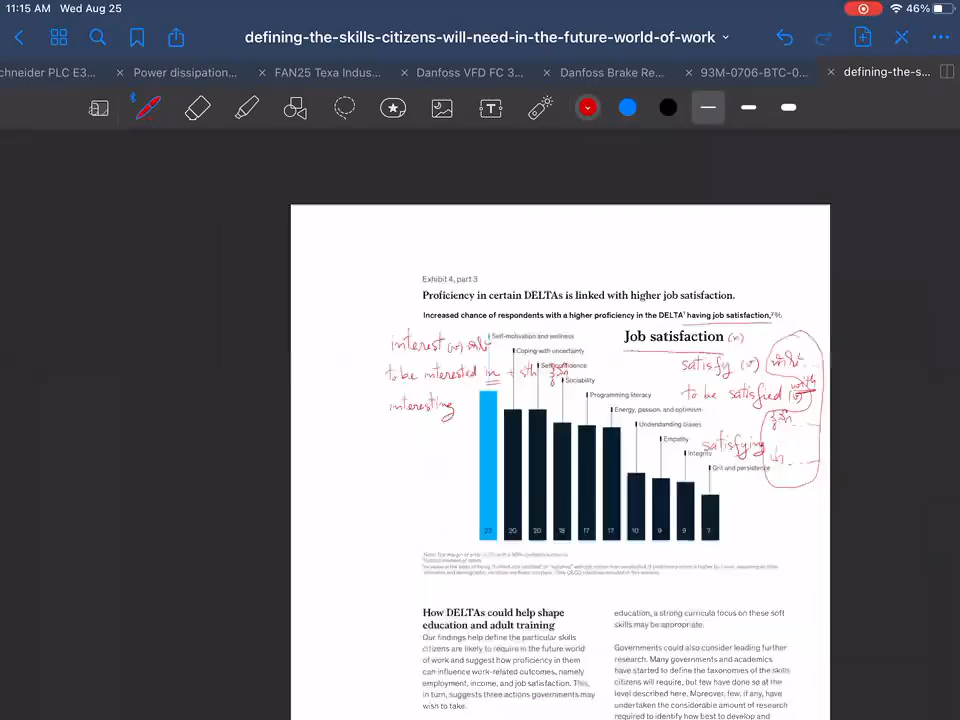 11:15 AM Wed Aug 25
46%
defining-the-skills-citizens-will-need-in-the-future-world-of-work
chneider PLC E3...
Power dissipation...
FAN25 Texa Indus...
Danfoss VFD FC 3...
Danfoss Brake Re...
93M-0706-BTC-0...
defining-the-s...
Exhibit 4, part 3
Proficiency in certain DELTAs is linked with higher job satisfaction.
Increased chance of respondents with a higher proficiency in the DELTA¹ having job satisfaction,² %
Self-motivation and wellness
Job satisfaction (n)
interest (v)
Coping with uncertainty
satisfy (v)
Self-confidence
to be interested in + sth
Sociability
to be satisfied with
(v)
Programming literacy
interesting
Energy, passion, and optimism
Understanding biases
Empathy
satisfying
Integrity
Grit and persistence
23 20 20 18 17 17 10 9 9 7
How DELTAs could help shape
education and adult training
Our findings help define the particular skills
citizens are likely to require in the future world
of work and suggest how proficiency in them
can influence work-related outcomes, namely
employment, income, and job satisfaction. This,
in turn, suggests three actions governments may
wish to take.
education, a strong curricula focus on these soft
skills may be appropriate.
Governments could also consider leading further
research. Many governments and academics
have started to define the taxonomies of the skills
citizens will require, but few have done so at the
level described here. Moreover, few, if any, have
undertaken the considerable amount of research
required to identify how best to develop and